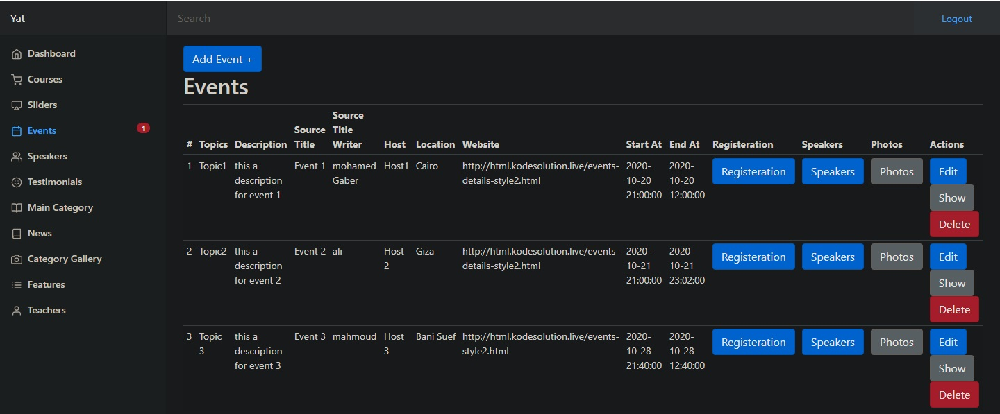 Yat
Search
Logout
Dashboard
Courses
Sliders
Events
1
Speakers
Testimonials
Main Category
News
Category Gallery
Features
Teachers
Add Event +
Events
# Topics Description Source Title Source Title Writer Host Location Website Start At End At Registeration Speakers Photos Actions
1 Topic1 this a Event 1 mohamed Host1 Cairo http://html.kodesolution.live/events- 2020- 2020- Registeration Speakers Photos Edit
description Gaber details-style2.html 10-20 10-20
for event 1 21:00:00 12:00:00
Show
Delete
2 Topic2 this a Event 2 ali Host Giza http://html.kodesolution.live/events- 2020- 2020- Registeration Speakers Photos Edit
description 2 details-style2.html 10-21 10-21
for event 2 21:00:00 23:02:00
Show
Delete
3 Topic this a Event 3 mahmoud Host Bani Suef http://html.kodesolution.live/events- 2020- 2020- Registeration Speakers Photos Edit
3 description 3 style2.html 10-28 10-28
for event 3 21:40:00 12:40:00
Show
Delete